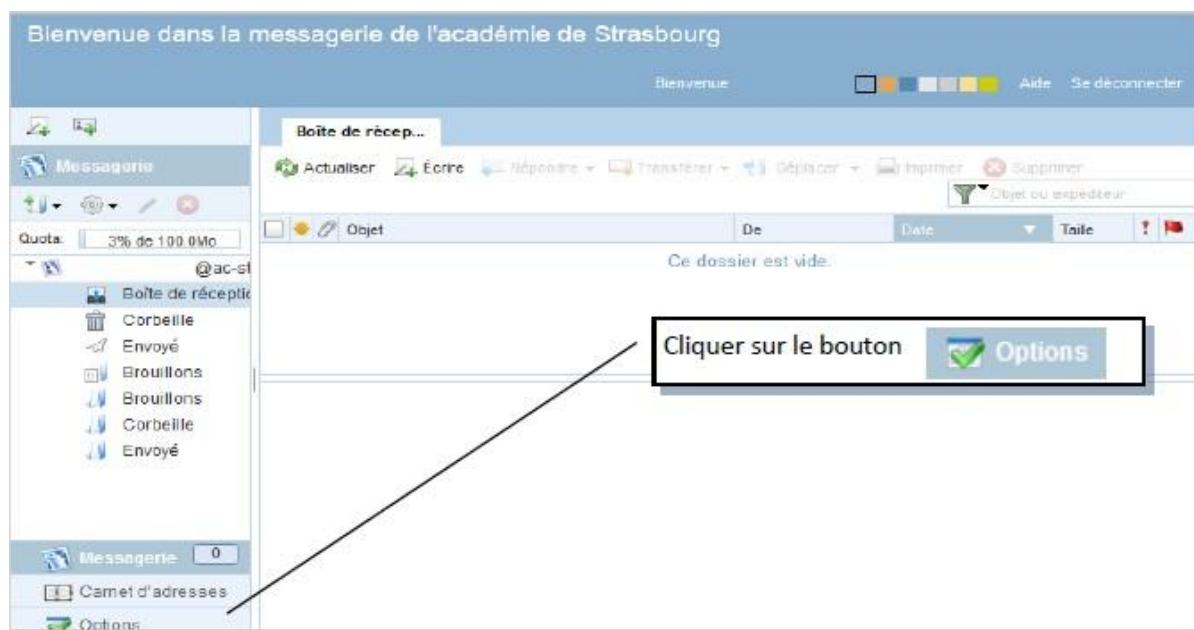 Bienvenue dans la messagerie de l'académie de Strasbourg
Bienvenue
Aide Se déconnecter
Boîte de récep...
Messagerie
Actualiser Écrire Répondre Transférer Déplacer Imprimer Supprimer
Objet ou expéditeur
Quota: 3% de 100.0Mo
Objet De Date Taille
@ac-st
Ce dossier est vide.
Boîte de réceptio
Corbeille
Envoyé
Brouillons
Brouillons
Corbeille
Envoyé
Cliquer sur le bouton Options
Messagerie 0
Carnet d'adresses
Options